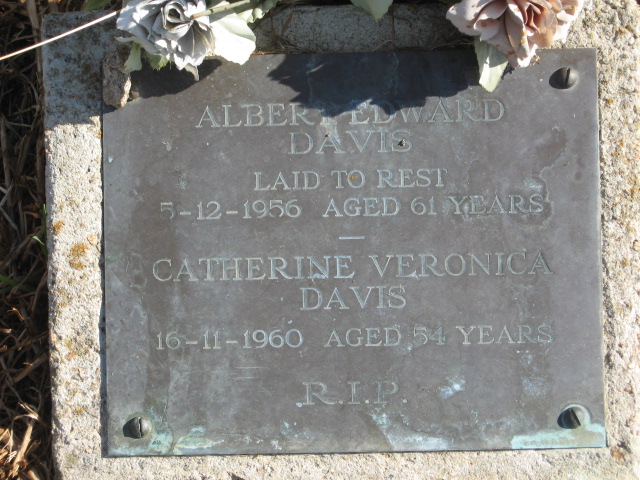 ALBERT EDWARD
DAVIS
LAID TO REST
5-12-1956 AGED 61 YEARS
CATHERINE VERONICA
DAVIS
16-11-1960 AGED 54 YEARS
R.I.P.